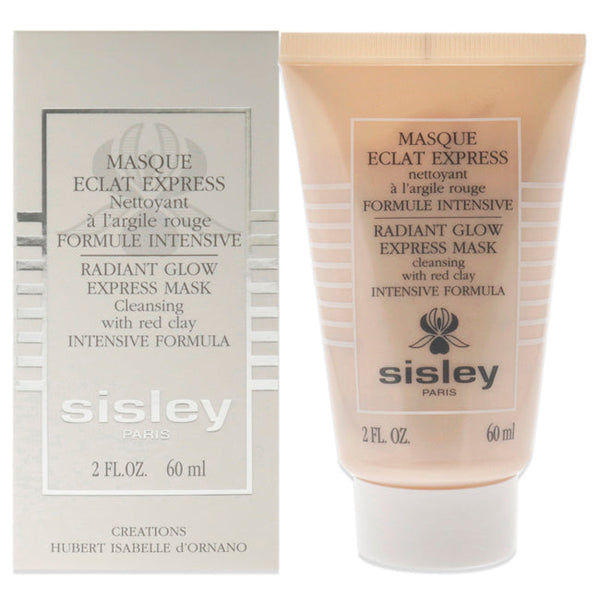 MASQUE
ECLAT EXPRESS
Nettoyant
à l'argile rouge
FORMULE INTENSIVE
RADIANT GLOW
EXPRESS MASK
Cleansing
with red clay
INTENSIVE FORMULA
sisley
PARIS
2 FL.OZ. 60 ml
CREATIONS
HUBERT ISABELLE d'ORNANO
MASQUE
ECLAT EXPRESS
nettoyant
à l'argile rouge
FORMULE INTENSIVE
RADIANT GLOW
EXPRESS MASK
cleansing
with red clay
INTENSIVE FORMULA
sisley
PARIS
2 FL. OZ. 60 ml